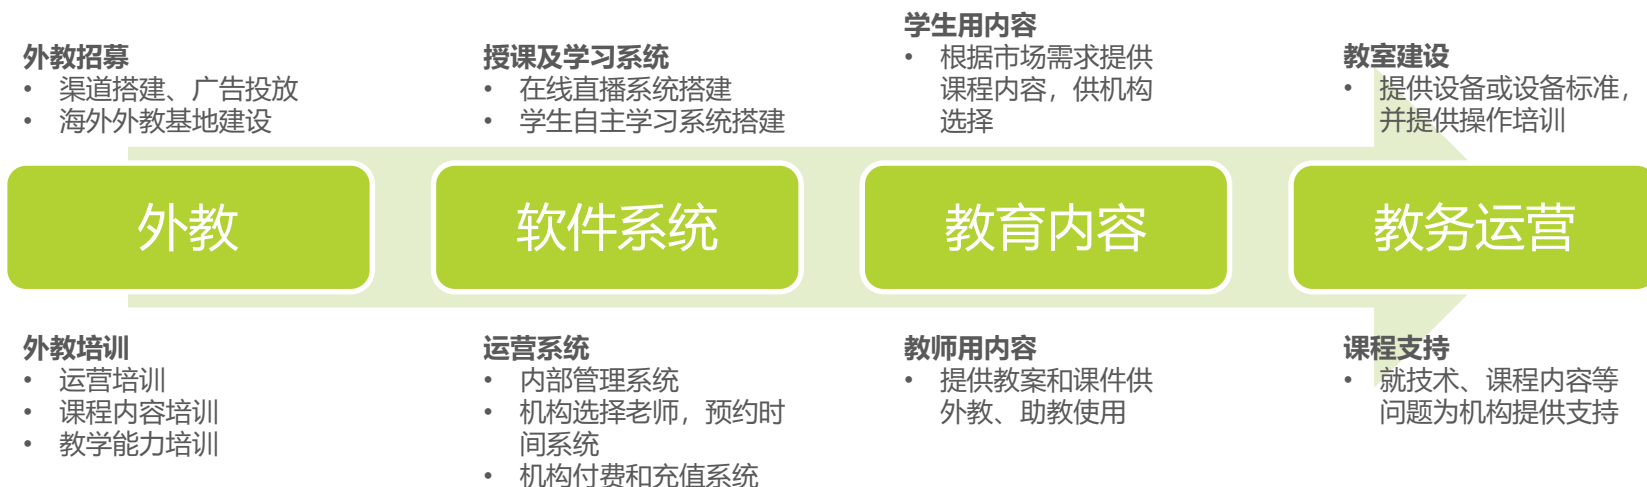 外教招募
• 渠道搭建、广告投放
• 海外外教基地建设
授课及学习系统
• 在线直播系统搭建
• 学生自主学习系统搭建
学生用内容
• 根据市场需求提供
课程内容，供机构
选择
教室建设
• 提供设备或设备标准，
并提供操作培训
外教
软件系统
教育内容
教务运营
外教培训
• 运营培训
• 课程内容培训
• 教学能力培训
运营系统
• 内部管理系统
• 机构选择老师，预约时
间系统
• 机构付费和充值系统
教师用内容
• 提供教案和课件供
外教、助教使用
课程支持
• 就技术、课程内容等
问题为机构提供支持